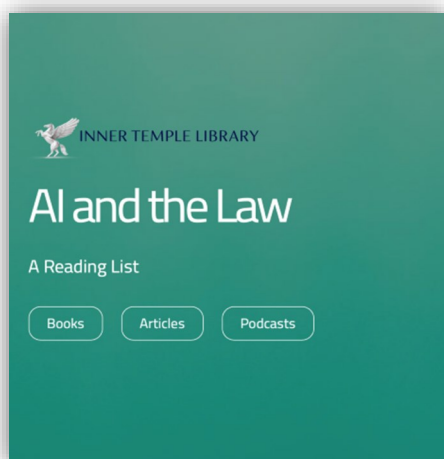 INNER TEMPLE LIBRARY
AI and the Law
A Reading List
Books Articles Podcasts